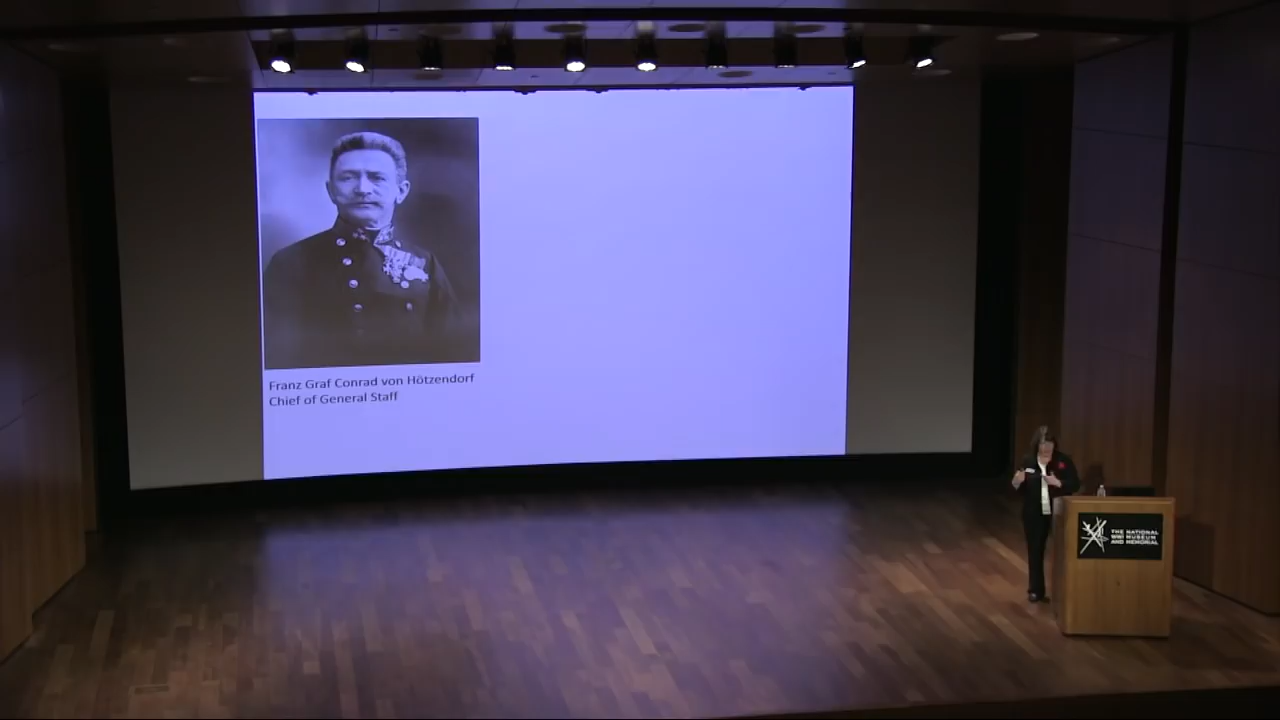 Franz Graf Conrad von Hötzendorf
Chief of General Staff
THE NATIONAL
WWI MUSEUM
AND MEMORIAL